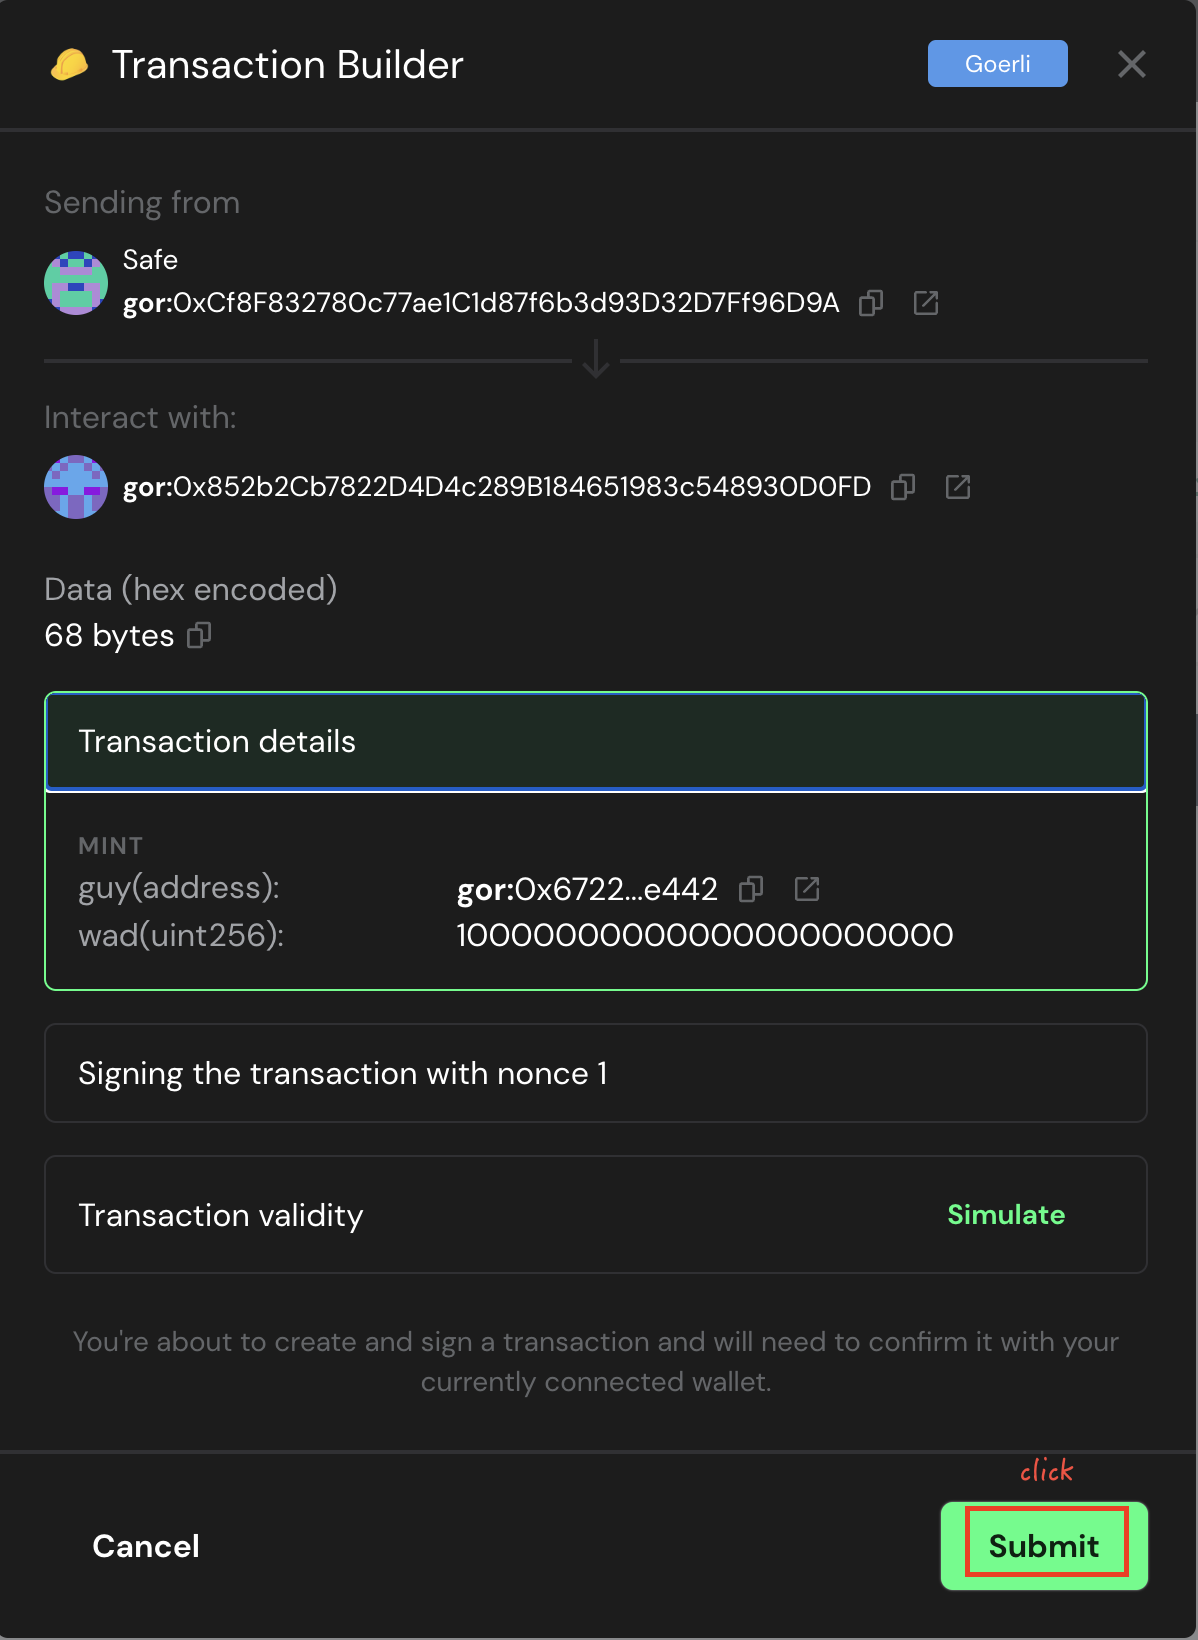 Transaction Builder
Goerli
Sending from
Safe
gor:0xCf8F832780c77ae1C1d87f6b3d93D32D7Ff96D9A
Interact with:
gor:0x852b2Cb7822D4D4c289B184651983c548930D0FD
Data (hex encoded)
68 bytes
Transaction details
MINT
guy(address): gor:0x6722...e442
wad(uint256): 10000000000000000000000
Signing the transaction with nonce 1
Transaction validity Simulate
You're about to create and sign a transaction and will need to confirm it with your
currently connected wallet.
click
Cancel Submit